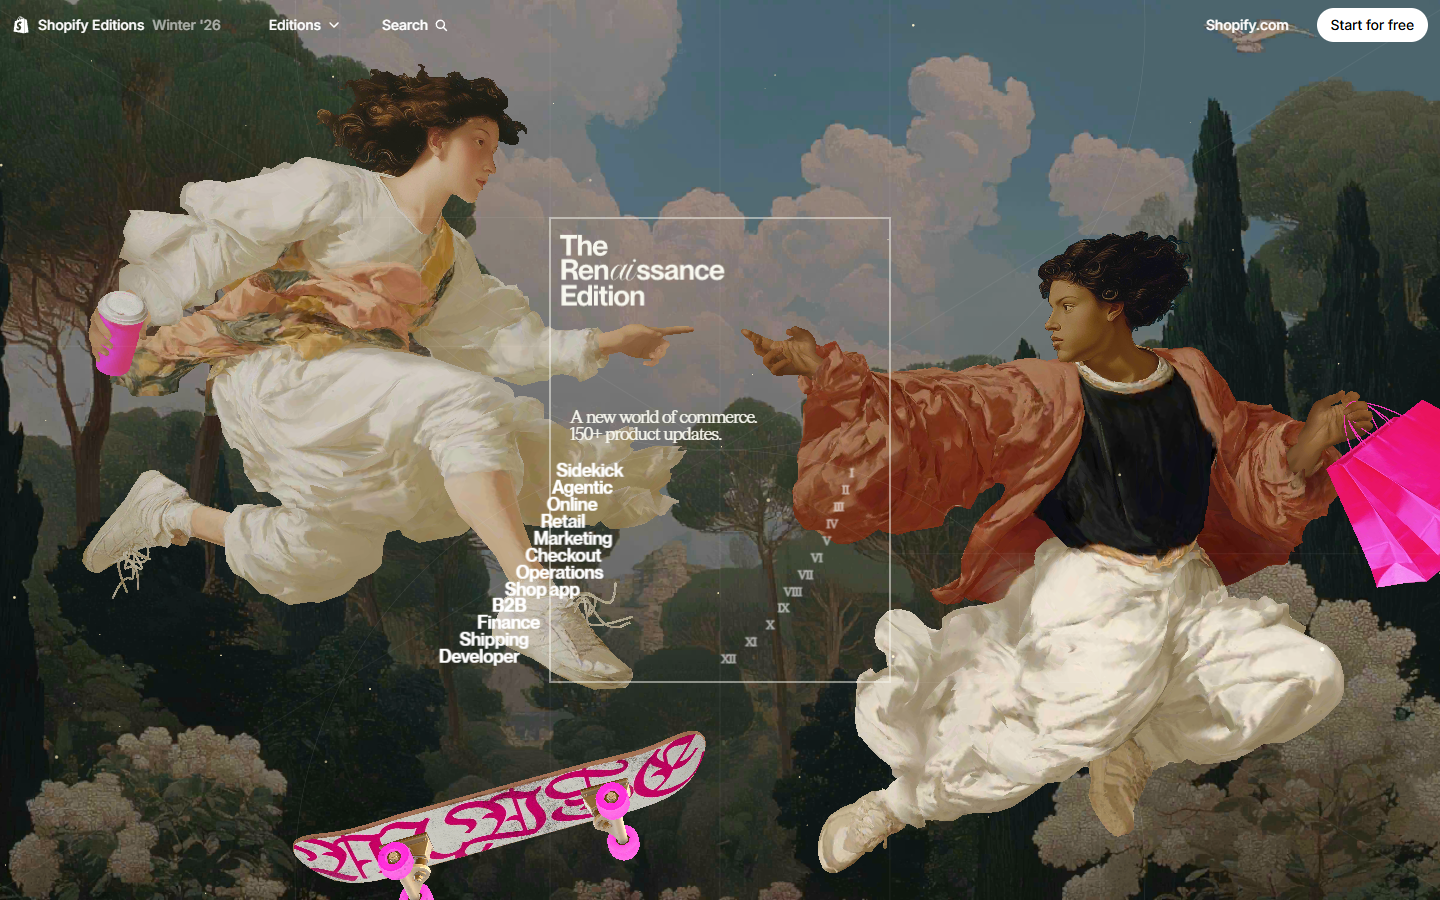 Shopify Editions Winter '26
Editions
Search
Shopify.com
Start for free
The
Renaissance
Edition
A new world of commerce.
150+ product updates.
Sidekick I
Agentic II
Online III
Retail IV
Marketing V
Checkout VI
Operations VII
Shop app VIII
B2B IX
Finance X
Shipping XI
Developer XII